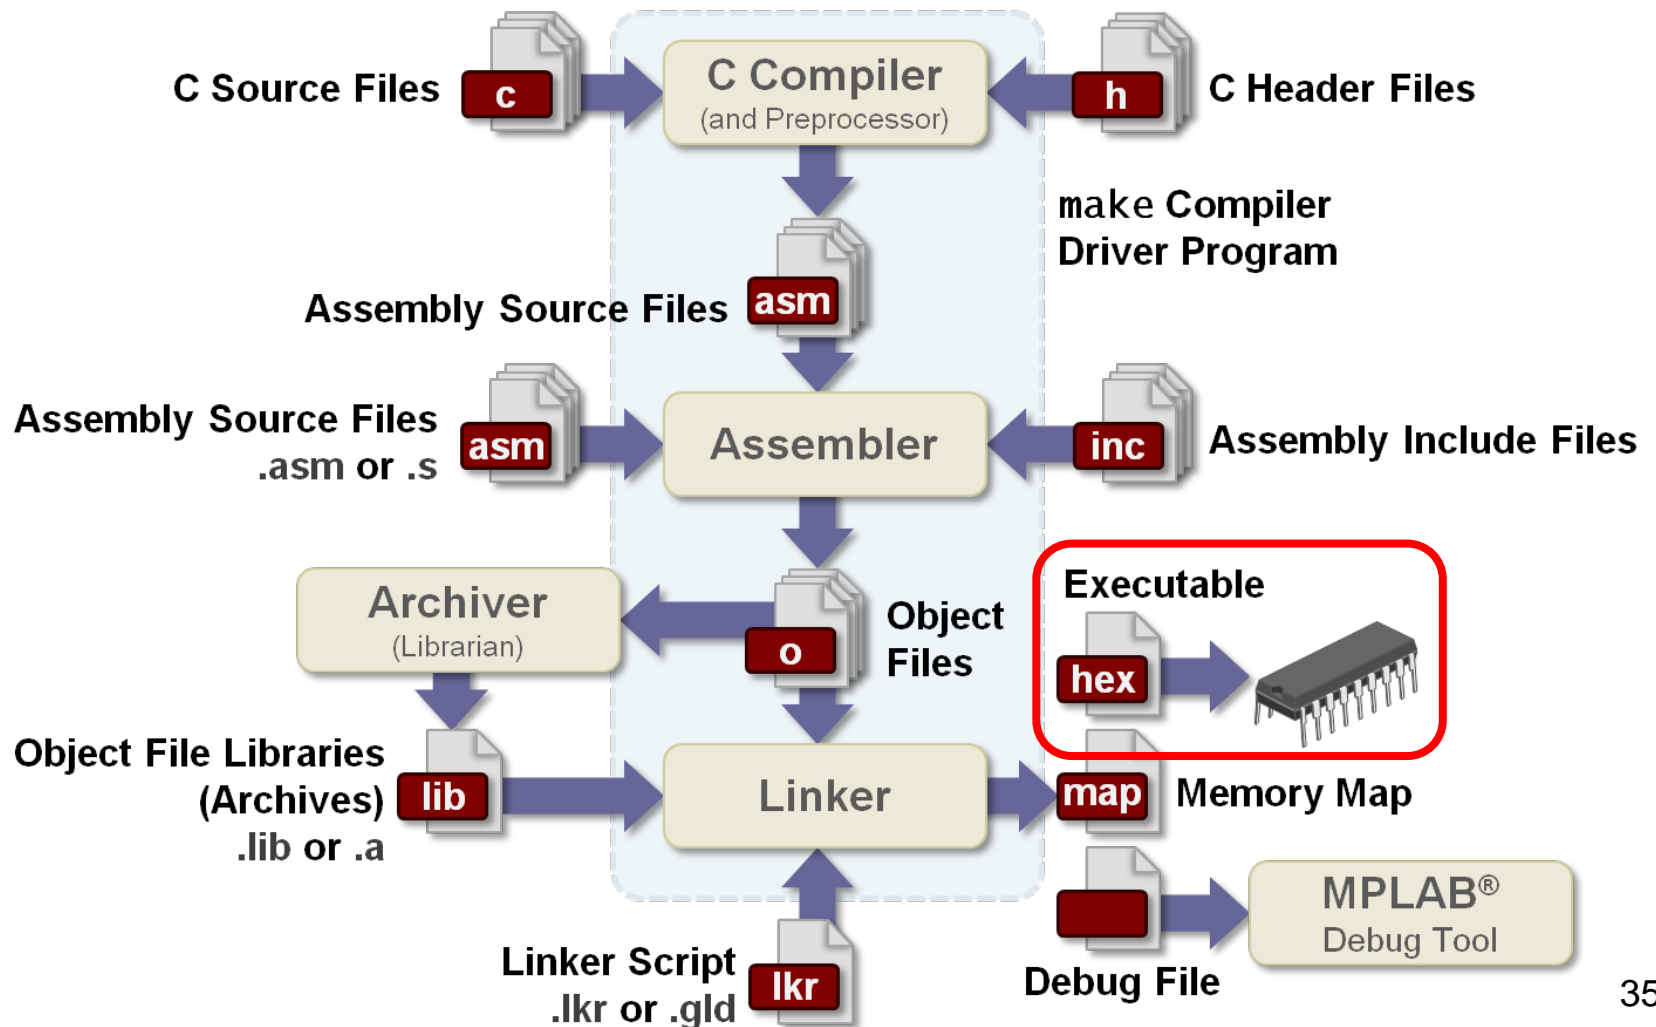 C Source Files
c
C Compiler
(and Preprocessor)
h
C Header Files
make Compiler
Driver Program
Assembly Source Files
asm
Assembly Source Files
.asm or .s
asm
Assembler
inc
Assembly Include Files
Archiver
(Librarian)
o
Object
Files
Executable
hex
Object File Libraries
(Archives)
.lib or .a
lib
Linker
map
Memory Map
Linker Script
.lkr or .gld
lkr
Debug File
MPLAB®
Debug Tool
35